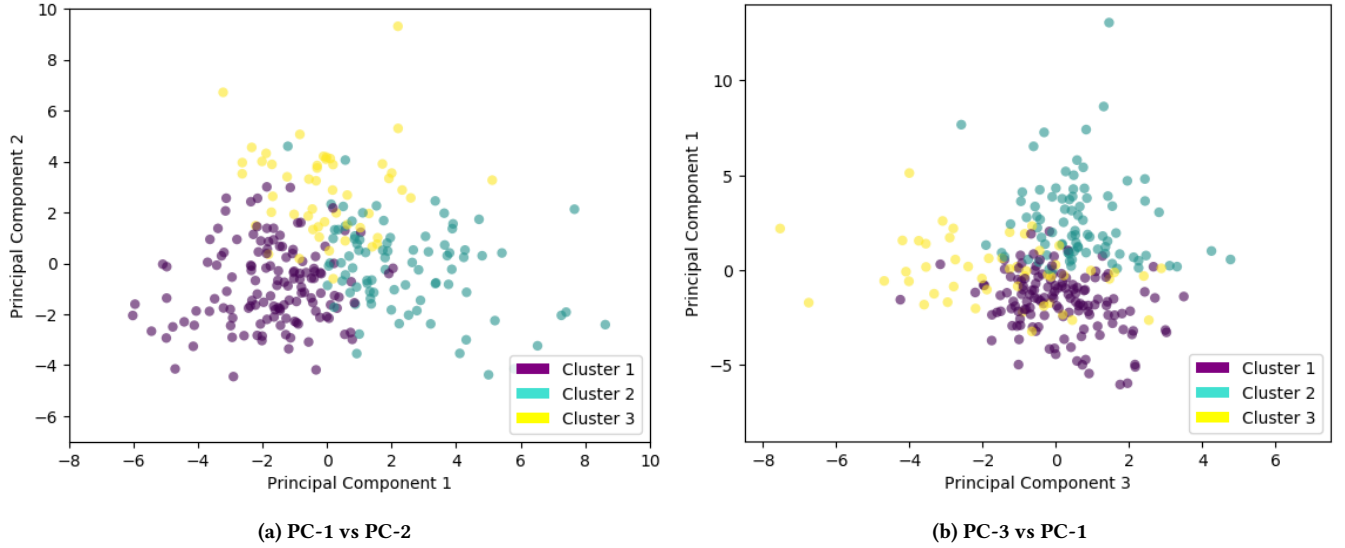 10
8
6
4
2
0
−2
−4
−6
Principal Component 2
−8
−6
−4
−2
0
2
4
6
8
10
Principal Component 1
Cluster 1
Cluster 2
Cluster 3
(a) PC-1 vs PC-2
10
5
0
−5
Principal Component 1
−8
−6
−4
−2
0
2
4
6
Principal Component 3
Cluster 1
Cluster 2
Cluster 3
(b) PC-3 vs PC-1